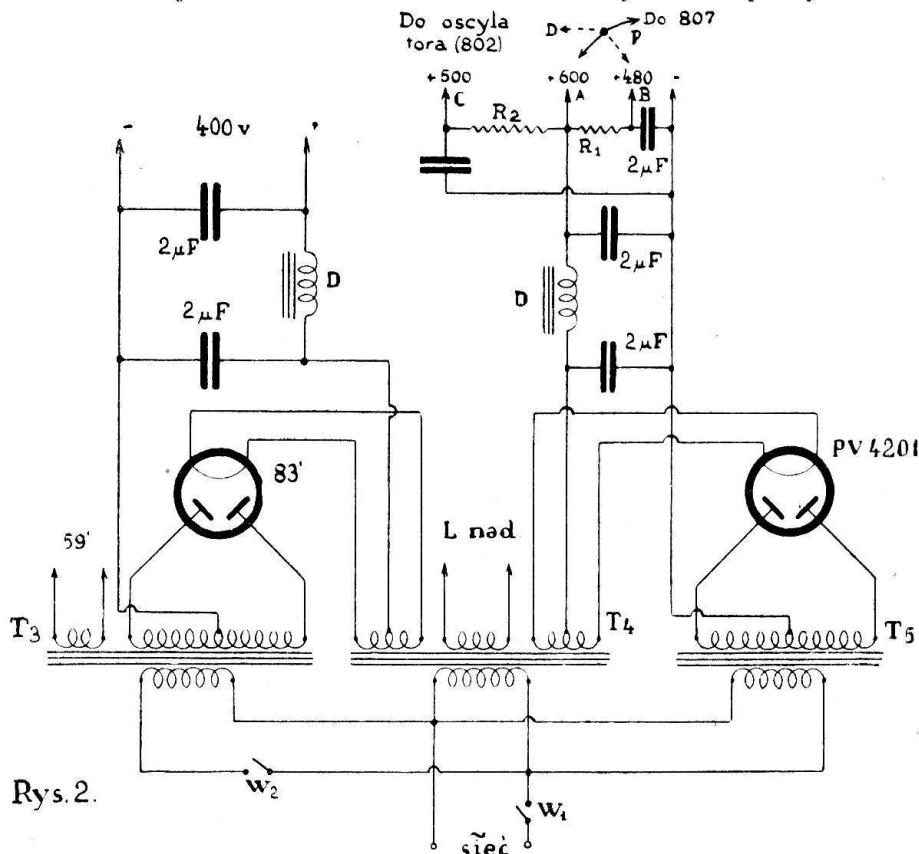 Do oscyla
tora (802)
D
P
Do 807
+500
C
+600
A
+480
B
-
R2
R1
2μF
-
400 v
+
2μF
D
2μF
2μF
D
2μF
83'
PV 4201
59'
L nad
T3
T4
T5
W2
W1
Rys. 2.
~
sieć